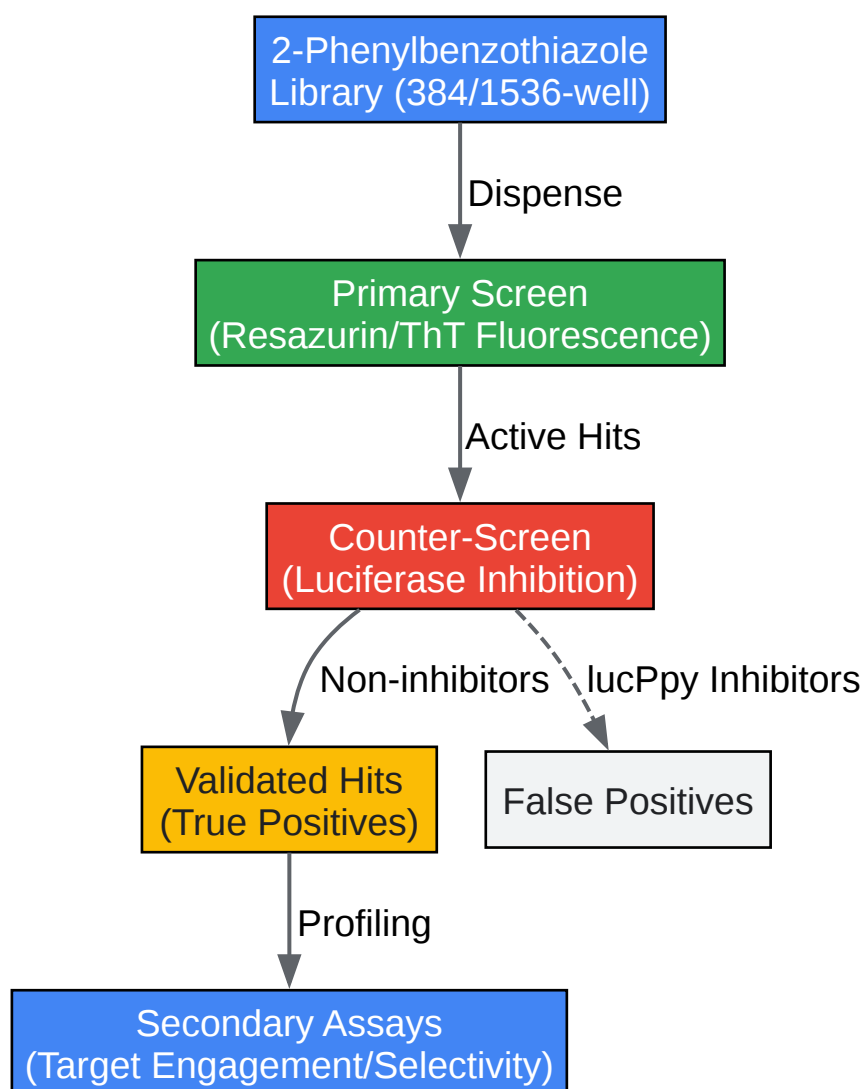 2-Phenylbenzothiazole
Library (384/1536-well)
Dispense
Primary Screen
(Resazurin/ThT Fluorescence)
Active Hits
Counter-Screen
(Luciferase Inhibition)
Non-inhibitors
lucPpy Inhibitors
Validated Hits
(True Positives)
False Positives
Profiling
Secondary Assays
(Target Engagement/Selectivity)